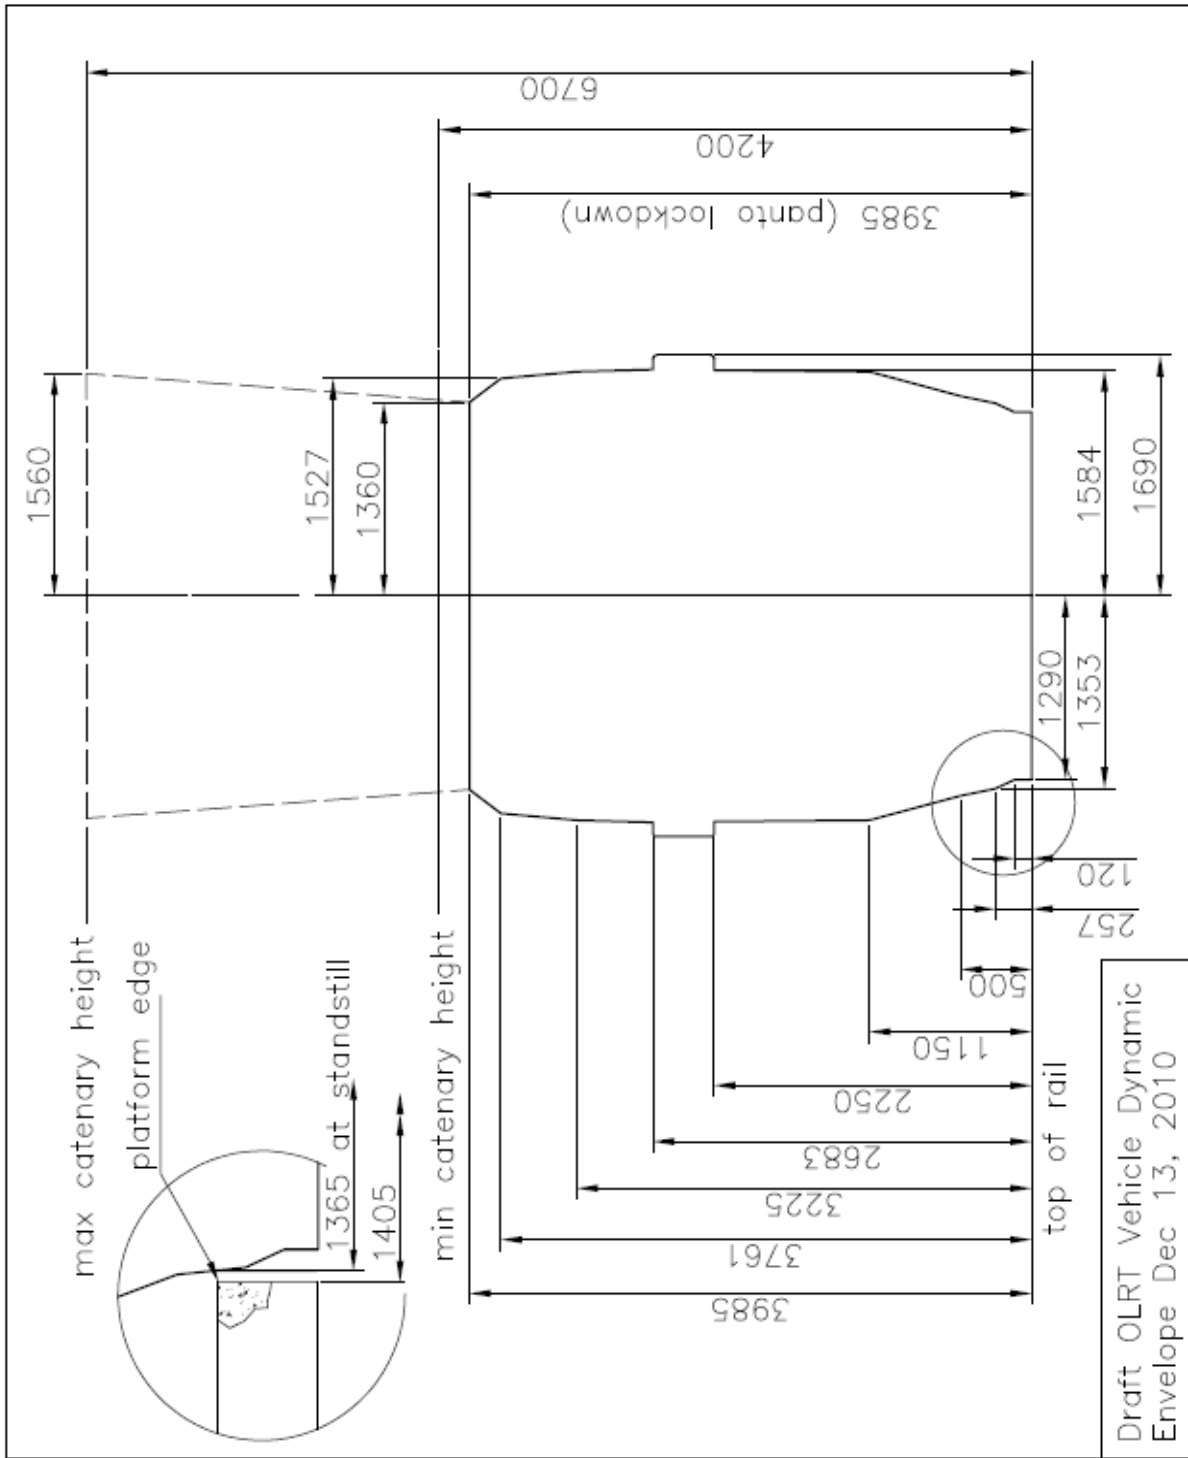 6700
4200
3985 (panto lockdown)
1560
1527
1360
1584
1690
1290
1353
max catenary height
platform edge
1365 at standstill
1405
min catenary height
120
257
500
1150
2250
2683
3225
3761
3985
top of rail
Draft OLRT Vehicle Dynamic
Envelope Dec 13, 2010